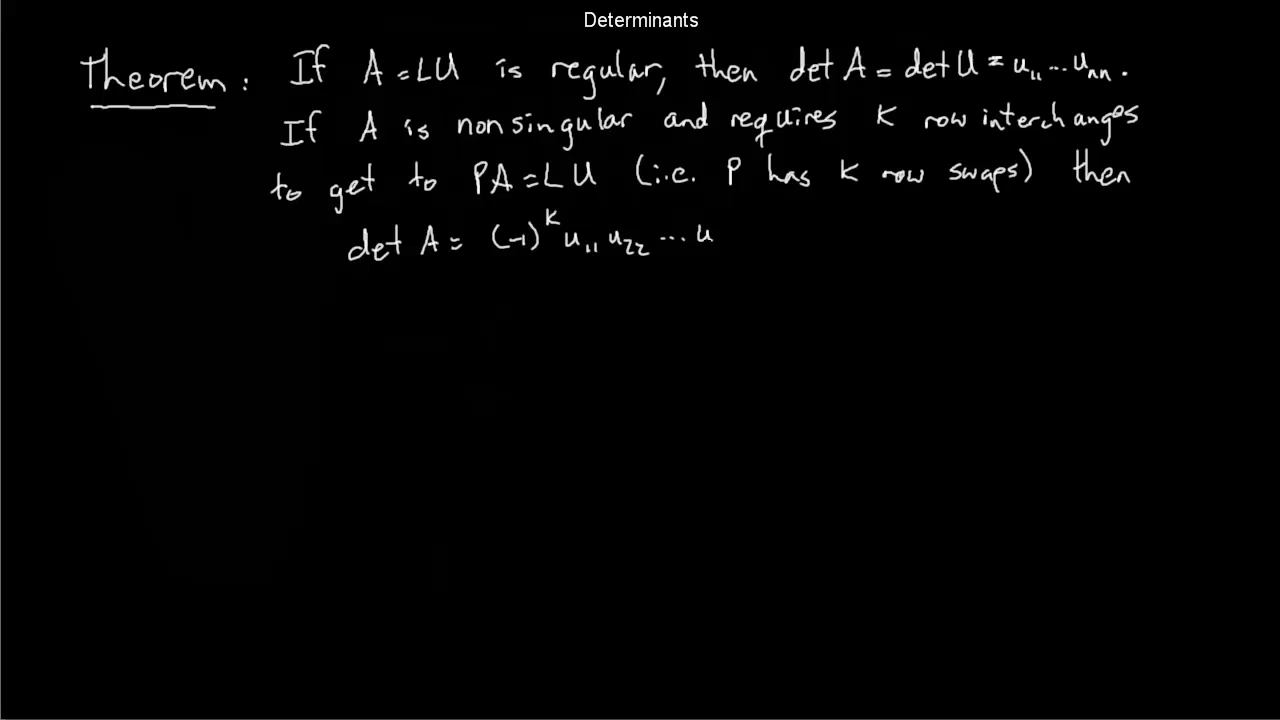 Determinants
Theorem: If A = LU is regular, then det A = det U = u₁₁ ... uₙₙ.
If A is nonsingular and requires K row interchanges
to get to PA = LU (i.e. P has K row swaps) then
det A = (-1)ᴷ u₁₁ u₂₂ ... u